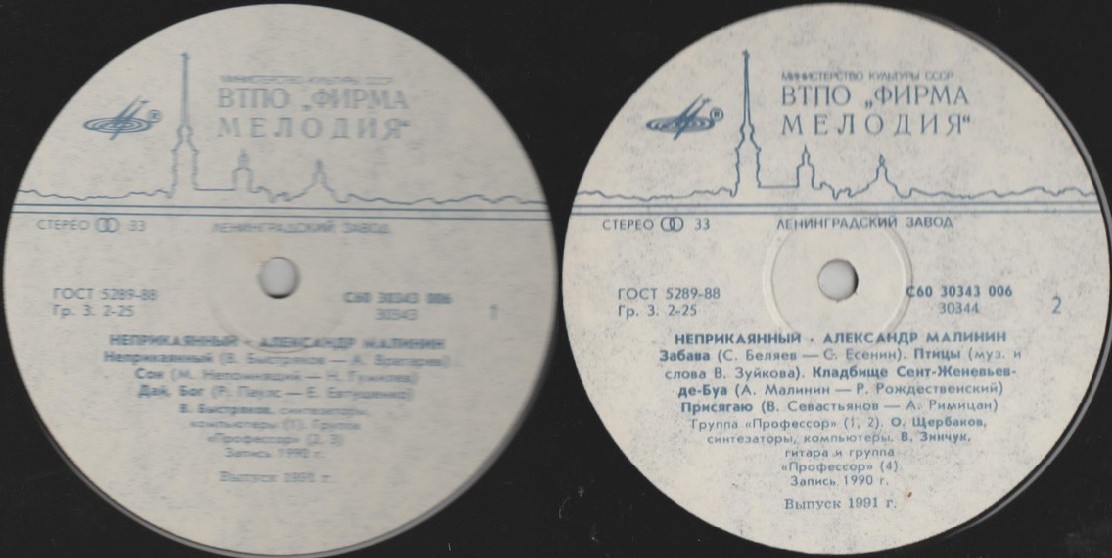 МИНИСТЕРСТВО КУЛЬТУРЫ СССР
ВТПО „ФИРМА
МЕЛОДИЯ"
СТЕРЕО 33 ЛЕНИНГРАДСКИЙ ЗАВОД
ГОСТ 5289-88 С60 30343 006
Гр. 3. 2-25 30343 1
НЕПРИКАЯННЫЙ · АЛЕКСАНДР МАЛИНИН
Неприкаянный (В. Быстряков — А. Вратарев)
Сон (М. Непомнящий — Н. Гумилев)
Дай, Бог (Р. Паулс — Е. Евтушенко)
В. Быстряков, синтезаторы,
компьютеры (1). Группа
«Профессор» (2, 3)
Запись 1990 г.
Выпуск 1991 г.
МИНИСТЕРСТВО КУЛЬТУРЫ СССР
ВТПО „ФИРМА
МЕЛОДИЯ"
СТЕРЕО 33 ЛЕНИНГРАДСКИЙ ЗАВОД
ГОСТ 5289-88 С60 30343 006
Гр. 3. 2-25 30344 2
НЕПРИКАЯННЫЙ · АЛЕКСАНДР МАЛИНИН
Забава (С. Беляев — С. Есенин). Птицы (муз. и
слова В. Зуйкова). Кладбище Сент-Женевьев-
де-Буа (А. Малинин — Р. Рождественский)
Присягаю (В. Севастьянов — А. Римицан)
Группа «Профессор» (1, 2). О. Щербаков,
синтезаторы, компьютеры. В. Зинчук,
гитара и группа
«Профессор» (4)
Запись 1990 г.
Выпуск 1991 г.